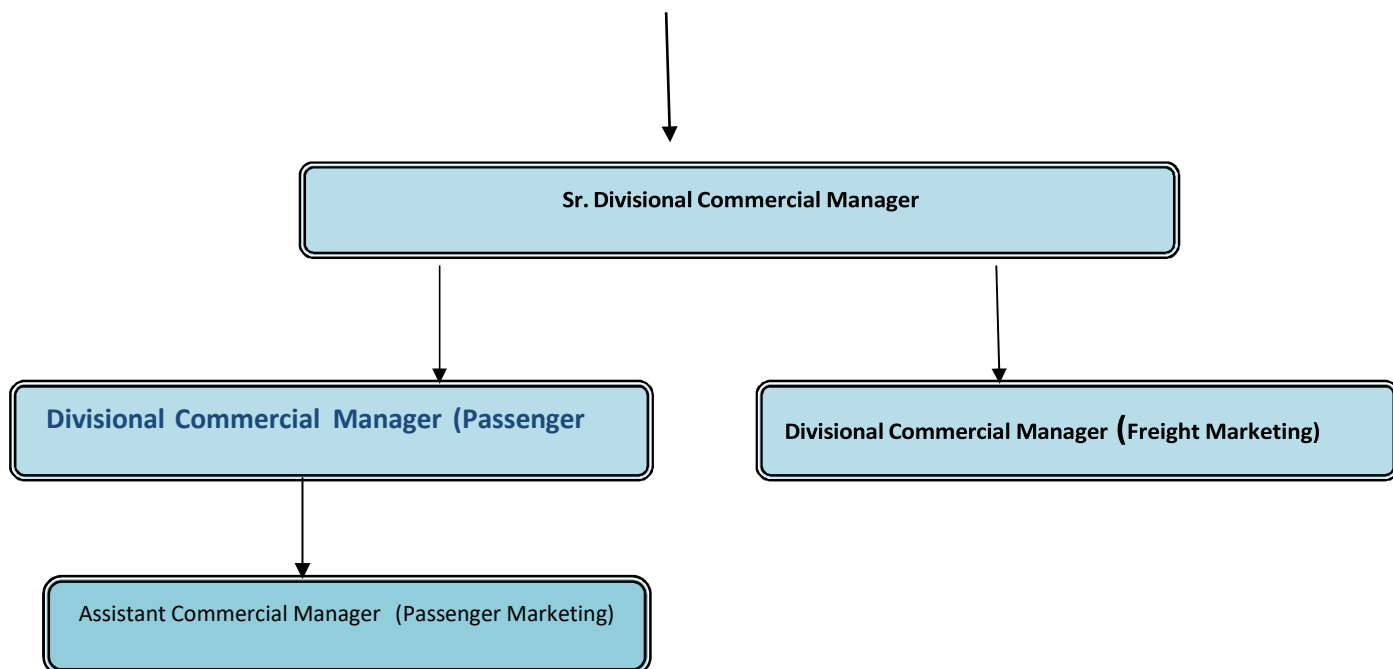 Sr. Divisional Commercial Manager
Divisional Commercial Manager (Passenger
Divisional Commercial Manager (Freight Marketing)
Assistant Commercial Manager (Passenger Marketing)